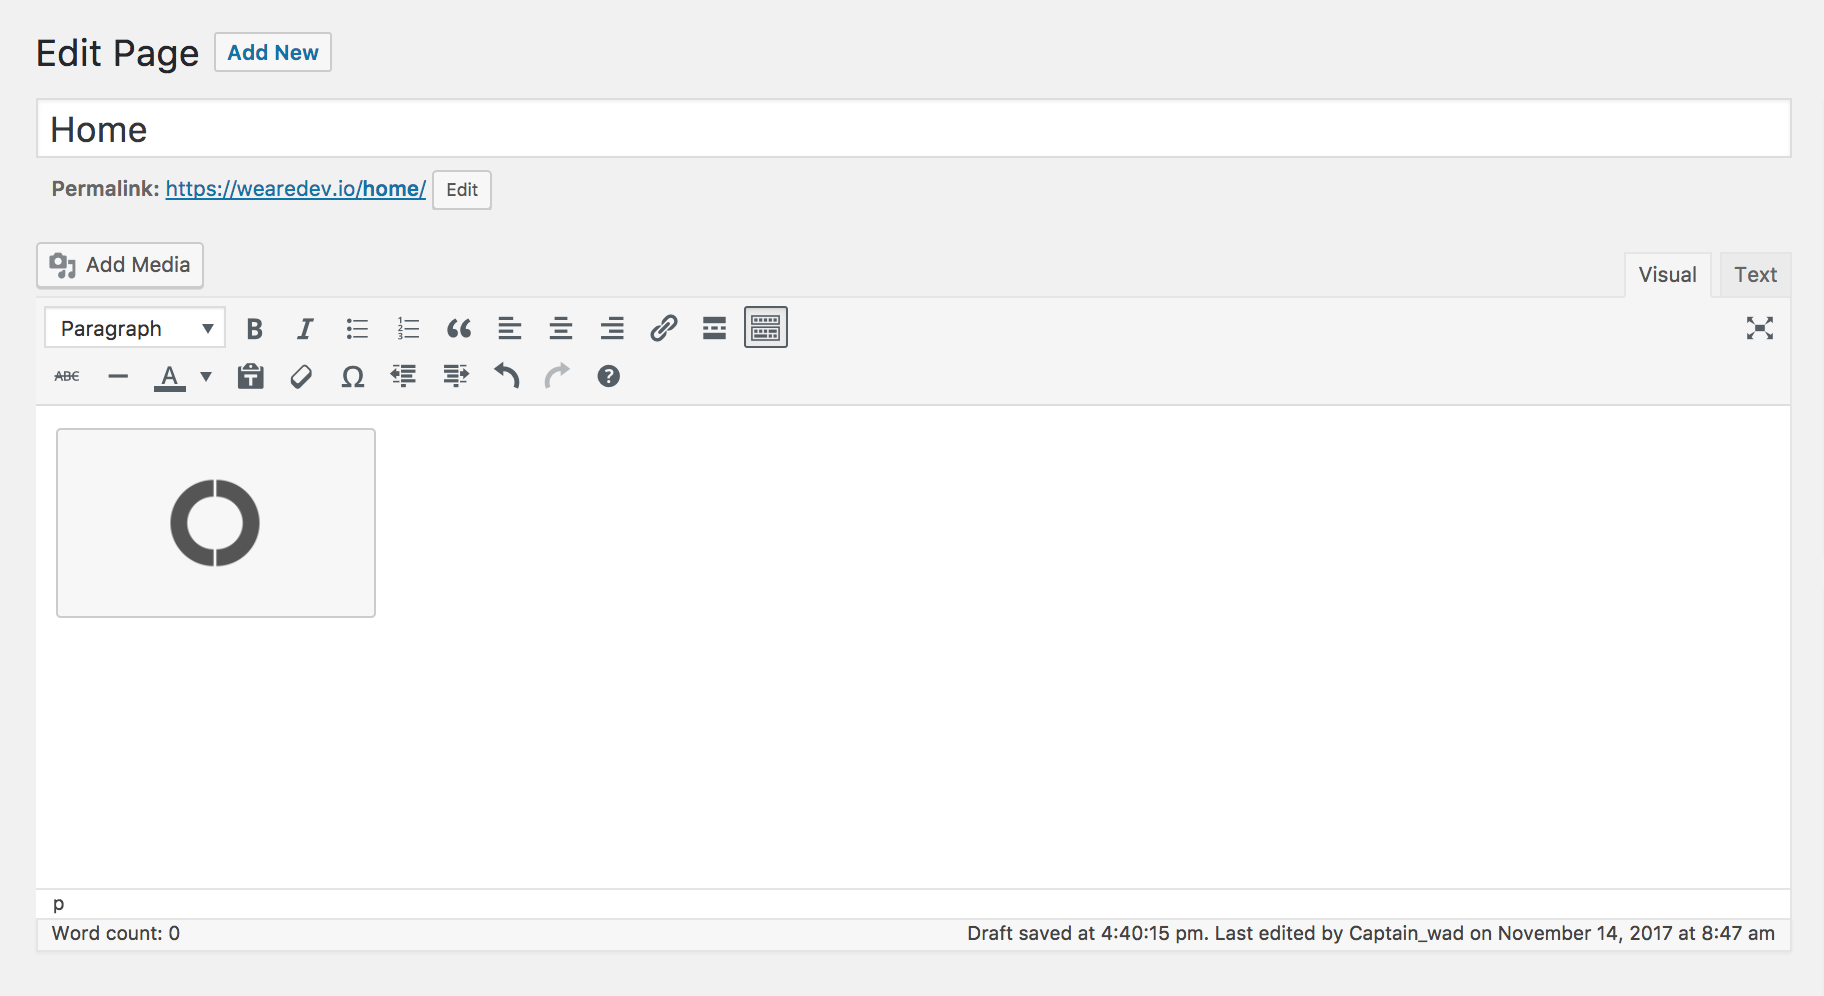 Edit Page Add New
Home
Permalink: https://wearedev.io/home/ Edit
Add Media
Visual Text
Paragraph B I
ABC A Ω ?
p
Word count: 0 Draft saved at 4:40:15 pm. Last edited by Captain_wad on November 14, 2017 at 8:47 am